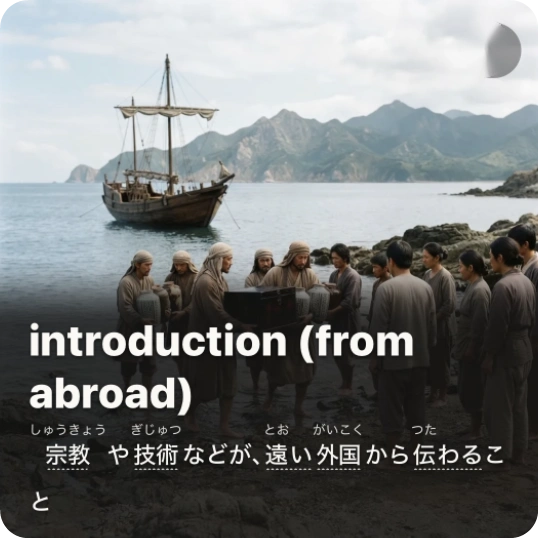 introduction (from
abroad)
しゅうきょう ぎじゅつ とお がいこく つた
宗教や技術などが、遠い外国から伝わるこ
と